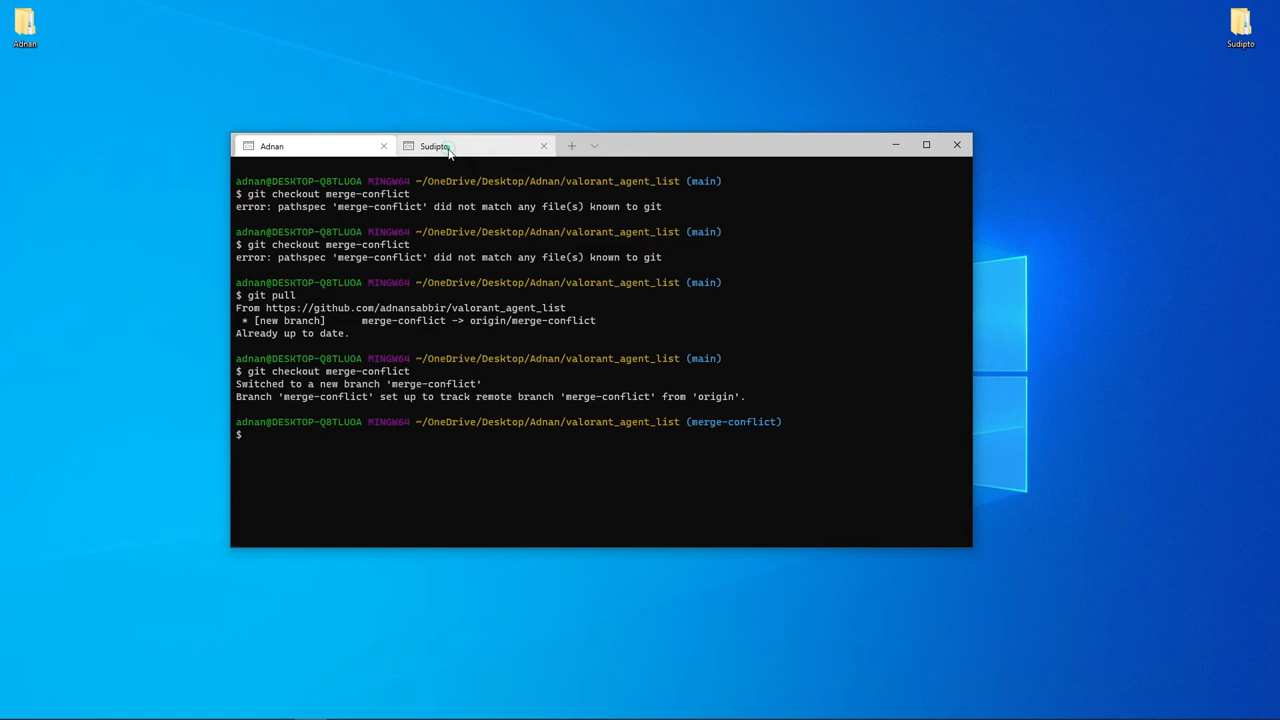 Adnan
Sudipto
Adnan
Sudipto
adnan@DESKTOP-Q8TLUOA MINGW64 ~/OneDrive/Desktop/Adnan/valorant_agent_list (main)
$ git checkout merge-conflict
error: pathspec 'merge-conflict' did not match any file(s) known to git
adnan@DESKTOP-Q8TLUOA MINGW64 ~/OneDrive/Desktop/Adnan/valorant_agent_list (main)
$ git checkout merge-conflict
error: pathspec 'merge-conflict' did not match any file(s) known to git
adnan@DESKTOP-Q8TLUOA MINGW64 ~/OneDrive/Desktop/Adnan/valorant_agent_list (main)
$ git pull
From https://github.com/adnansabbir/valorant_agent_list
* [new branch] merge-conflict -> origin/merge-conflict
Already up to date.
adnan@DESKTOP-Q8TLUOA MINGW64 ~/OneDrive/Desktop/Adnan/valorant_agent_list (main)
$ git checkout merge-conflict
Switched to a new branch 'merge-conflict'
Branch 'merge-conflict' set up to track remote branch 'merge-conflict' from 'origin'.
adnan@DESKTOP-Q8TLUOA MINGW64 ~/OneDrive/Desktop/Adnan/valorant_agent_list (merge-conflict)
$